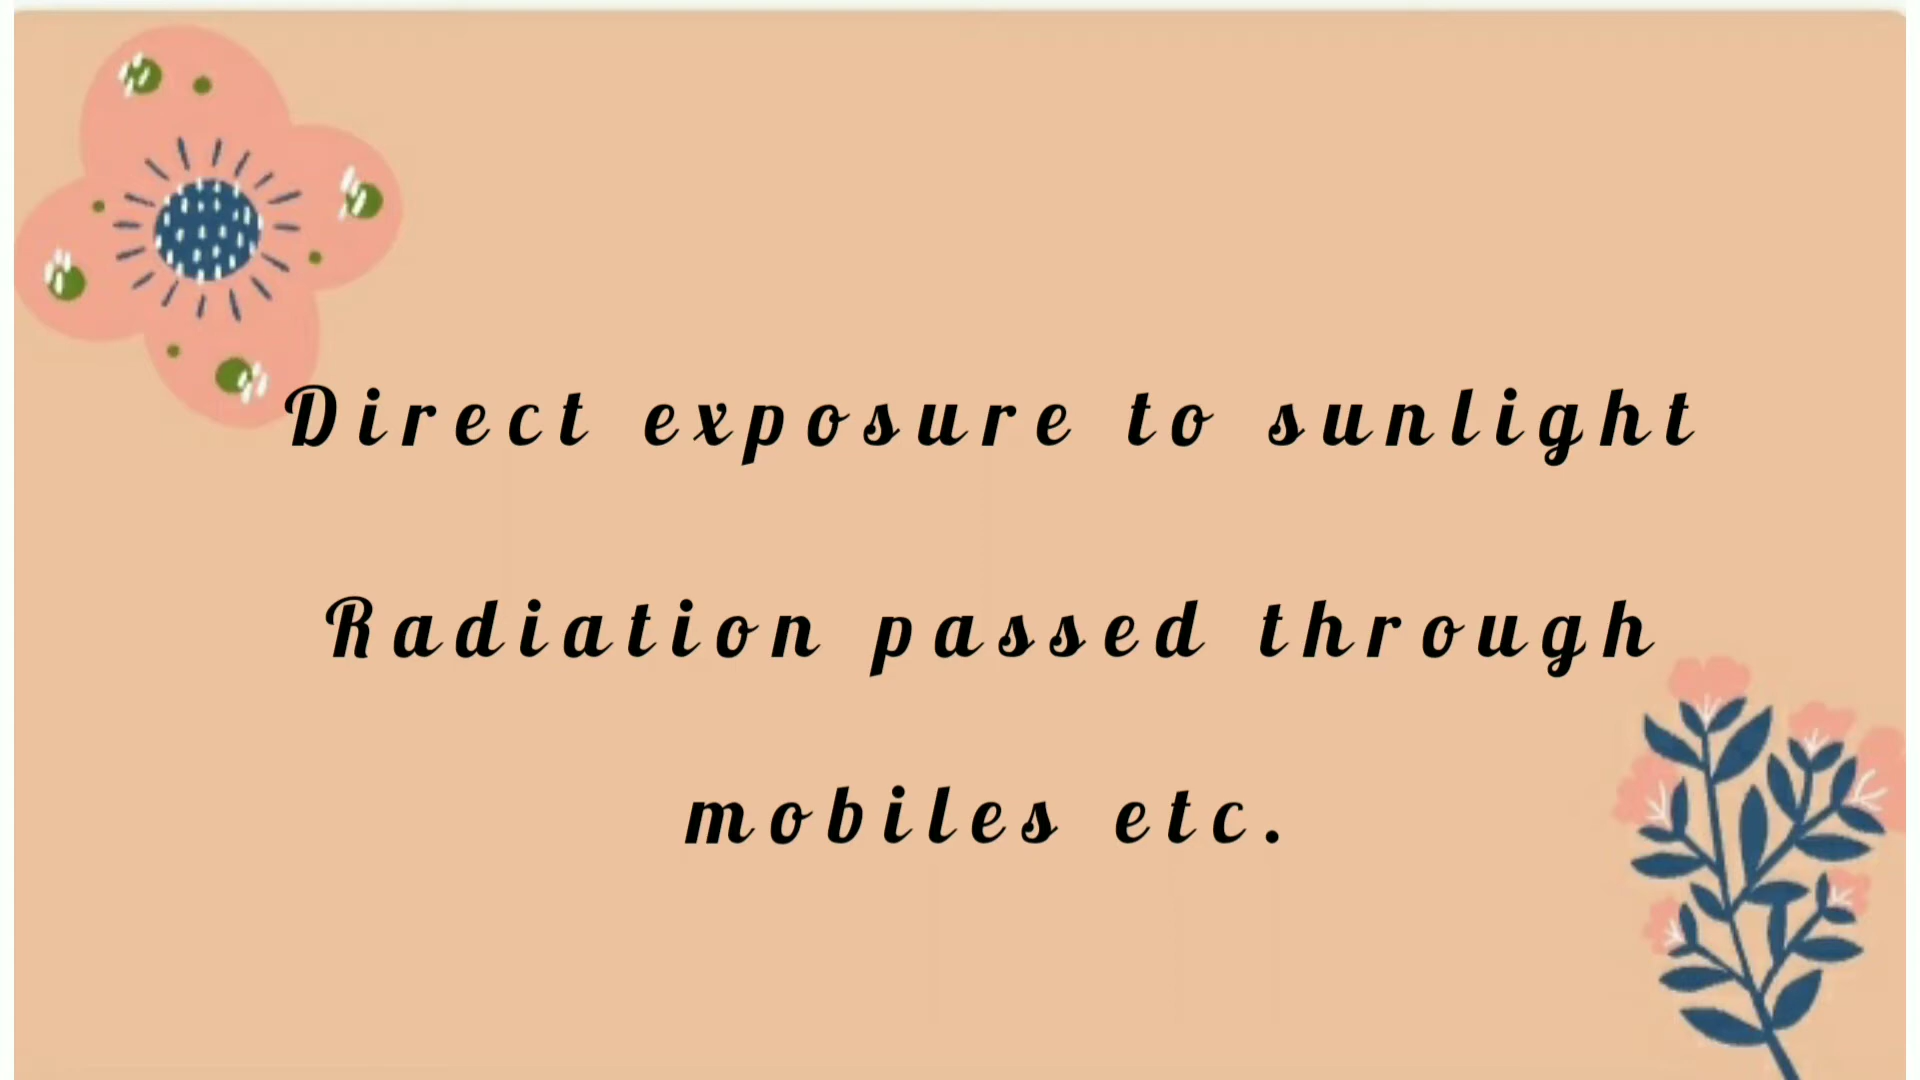 Direct exposure to sunlight
Radiation passed through
mobiles etc.